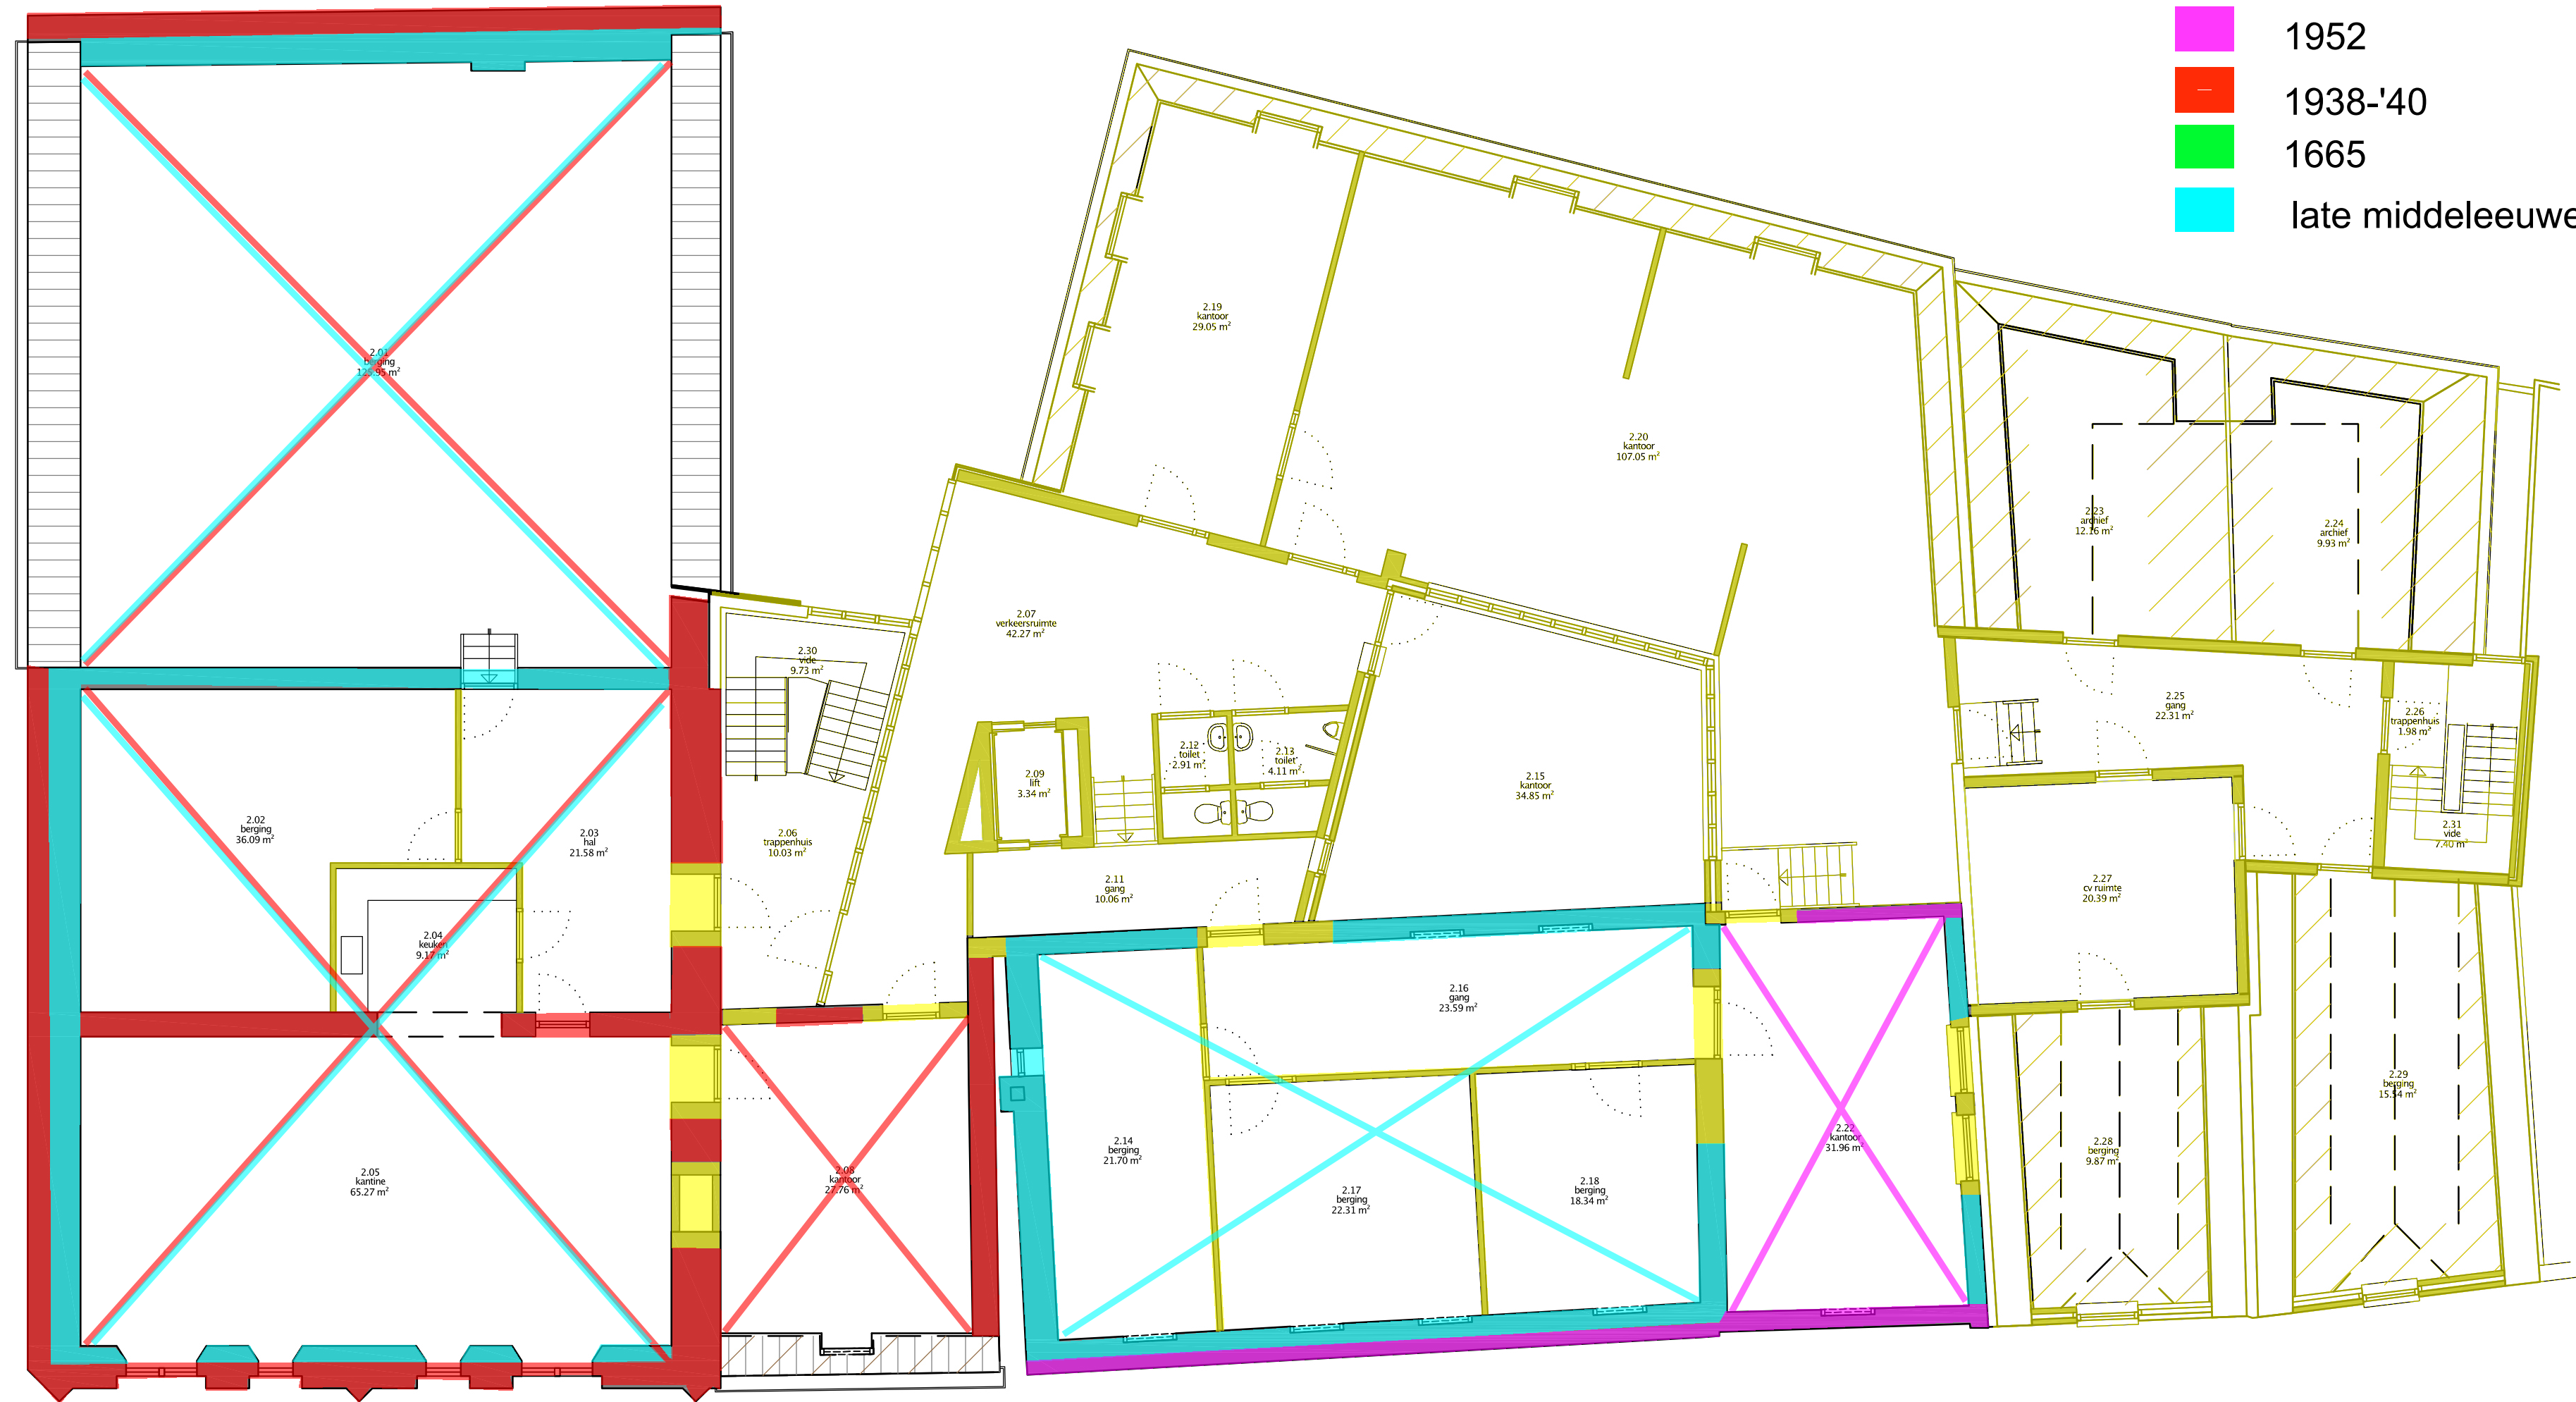 1952
1938-'40
1665
late middeleeuwe
2.01
berging
2.19
kantoor
29.05 m²
2.20
kantoor
107.05 m²
2.23
archief
12.16 m²
2.24
archief
9.93 m²
2.07
verkeersruimte
42.27 m²
2.30
vide
9.73 m²
2.25
gang
22.31 m²
2.26
trappenhuis
1.98 m²
2.12
toilet
2.91 m²
2.13
toilet
4.11 m²
2.09
lift
3.34 m²
2.15
kantoor
34.85 m²
2.02
berging
36.09 m²
2.03
hal
21.58 m²
2.06
trappenhuis
10.03 m²
2.31
vide
7.40 m²
2.11
gang
10.06 m²
2.27
cv ruimte
20.39 m²
2.04
keuken
9.17 m²
2.16
gang
23.59 m²
2.29
berging
15.54 m²
2.14
berging
21.70 m²
2.22
kantoor
31.96 m²
2.28
berging
9.87 m²
2.05
kantine
65.27 m²
2.08
kantoor
27.76 m²
2.17
berging
22.31 m²
2.18
berging
18.34 m²